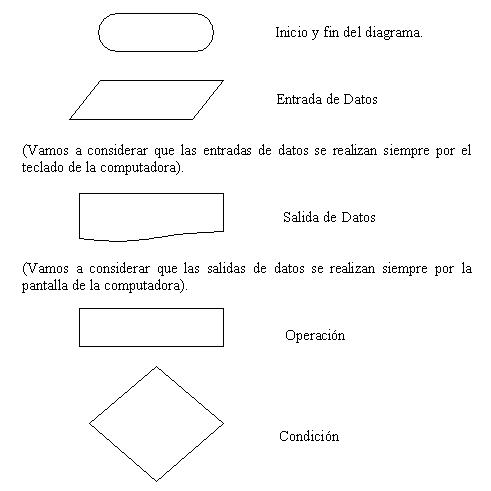 Inicio y fin del diagrama.
Entrada de Datos
(Vamos a considerar que las entradas de datos se realizan siempre por el
teclado de la computadora).
Salida de Datos
(Vamos a considerar que las salidas de datos se realizan siempre por la
pantalla de la computadora).
Operación
Condición